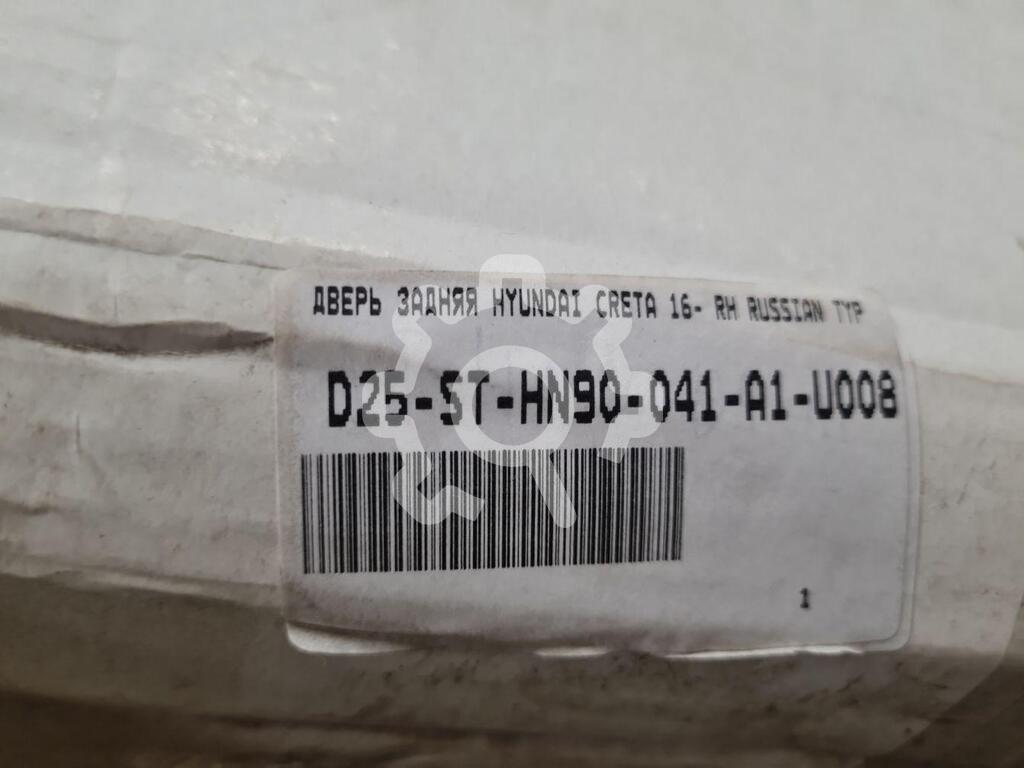 ДВЕРЬ ЗАДНЯЯ HYUNDAI CRETA 16- RH RUSSIAN TYP
D25-ST-HN90-041-A1-U008
1